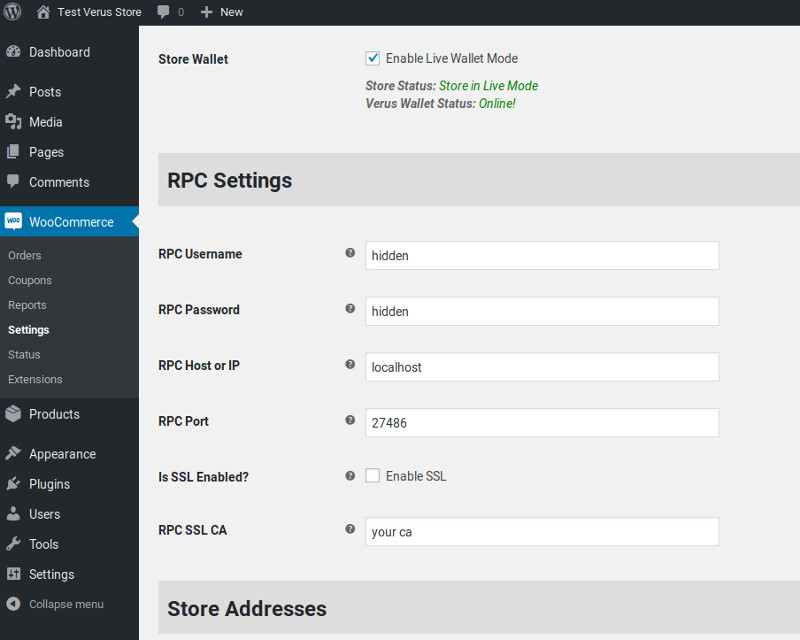 Test Verus Store 0 New
Dashboard
Posts
Media
Pages
Comments
WOO WooCommerce
Orders
Coupons
Reports
Settings
Status
Extensions
Products
Appearance
Plugins
Users
Tools
Settings
Collapse menu
Store Wallet Enable Live Wallet Mode
Store Status: Store in Live Mode
Verus Wallet Status: Online!
RPC Settings
RPC Username ? hidden
RPC Password ? hidden
RPC Host or IP ? localhost
RPC Port ? 27486
Is SSL Enabled? ? Enable SSL
RPC SSL CA ? your ca
Store Addresses